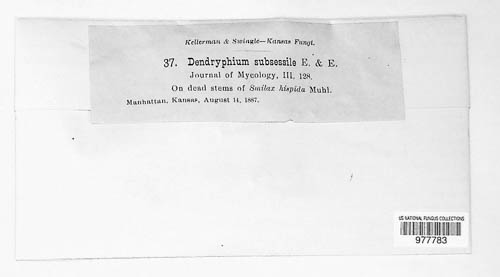 Kellerman & Swingle—Kansas Fungi.
37. Dendryphium subsessile E. & E.
Journal of Mycology, III, 128.
On dead stems of Smilax hispida Muhl.
Manhattan, Kansas, August 14, 1887.
US NATIONAL FUNGUS COLLECTIONS
977783